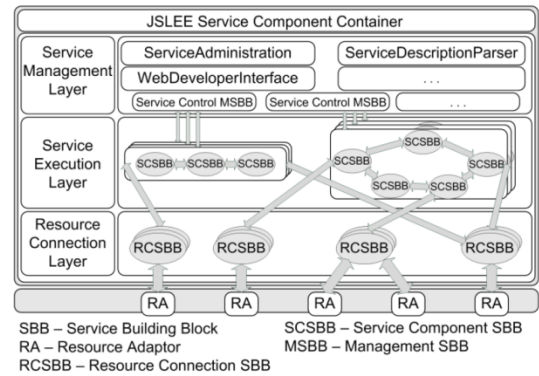 JSLEE Service Component Container
Service Management Layer
ServiceAdministration
ServiceDescriptionParser
WebDeveloperInterface
...
Service Control MSBB
Service Control MSBB
...
Service Execution Layer
SCSBB
SCSBB
SCSBB
SCSBB
SCSBB
SCSBB
SCSBB
SCSBB
Resource Connection Layer
RCSBB
RCSBB
RCSBB
RCSBB
RA
RA
RA
RA
RA
SBB – Service Building Block
SCSBB – Service Component SBB
RA – Resource Adaptor
MSBB – Management SBB
RCSBB – Resource Connection SBB